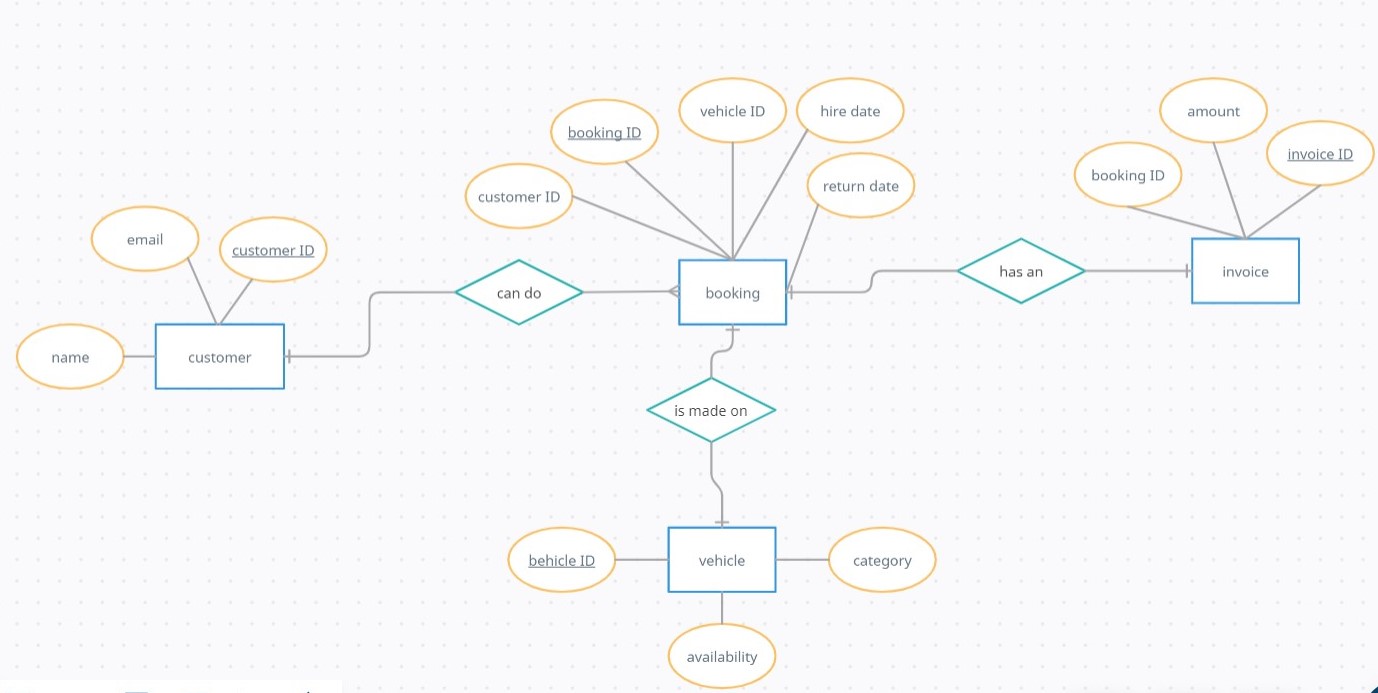 amount
vehicle ID
hire date
booking ID
invoice ID
booking ID
return date
customer ID
email
customer ID
has an
invoice
can do
booking
name
customer
is made on
behicle ID
vehicle
category
availability